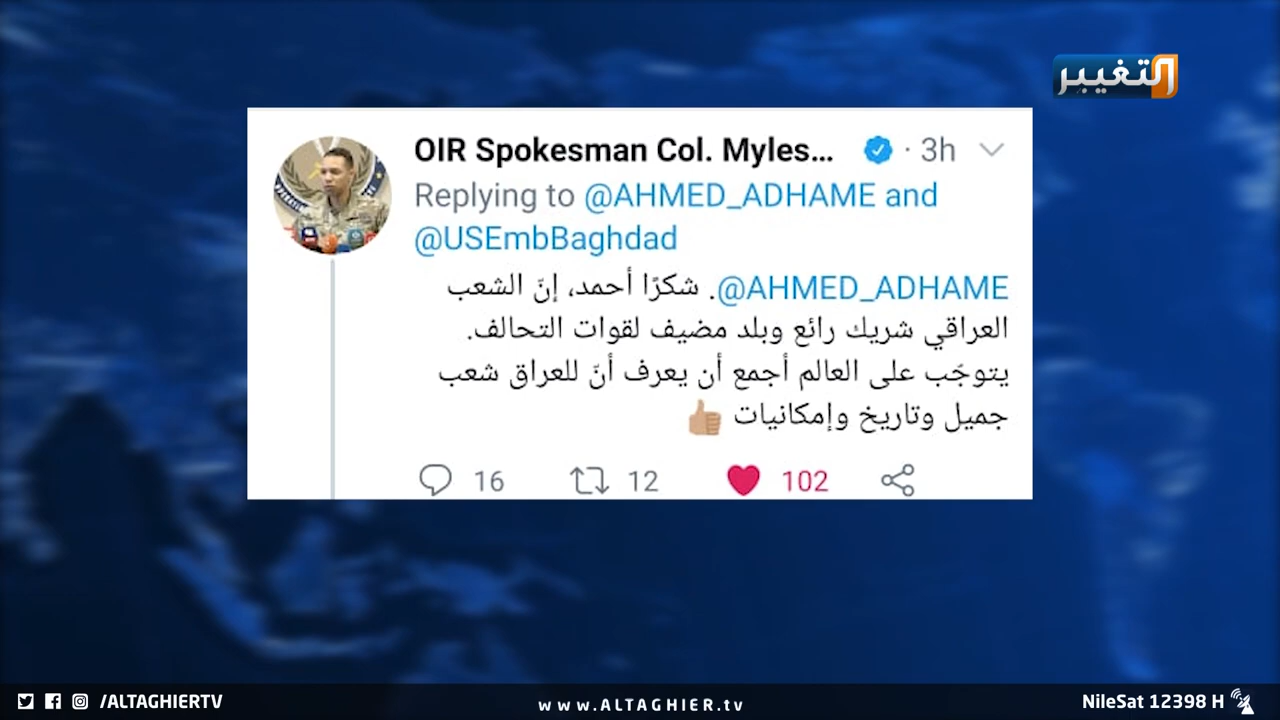 التغيير
OIR Spokesman Col. Myles... · 3h
Replying to @AHMED_ADHAME and
@USEmbBaghdad
@AHMED_ADHAME. شكرًا أحمد، إنّ الشعب
العراقي شريك رائع وبلد مضيف لقوات التحالف.
يتوجّب على العالم أجمع أن يعرف أنّ للعراق شعب
جميل وتاريخ وإمكانيات 👍🏽
16 12 102
/ALTAGHIERTV
www.ALTAGHIER.tv
NileSat 12398 H